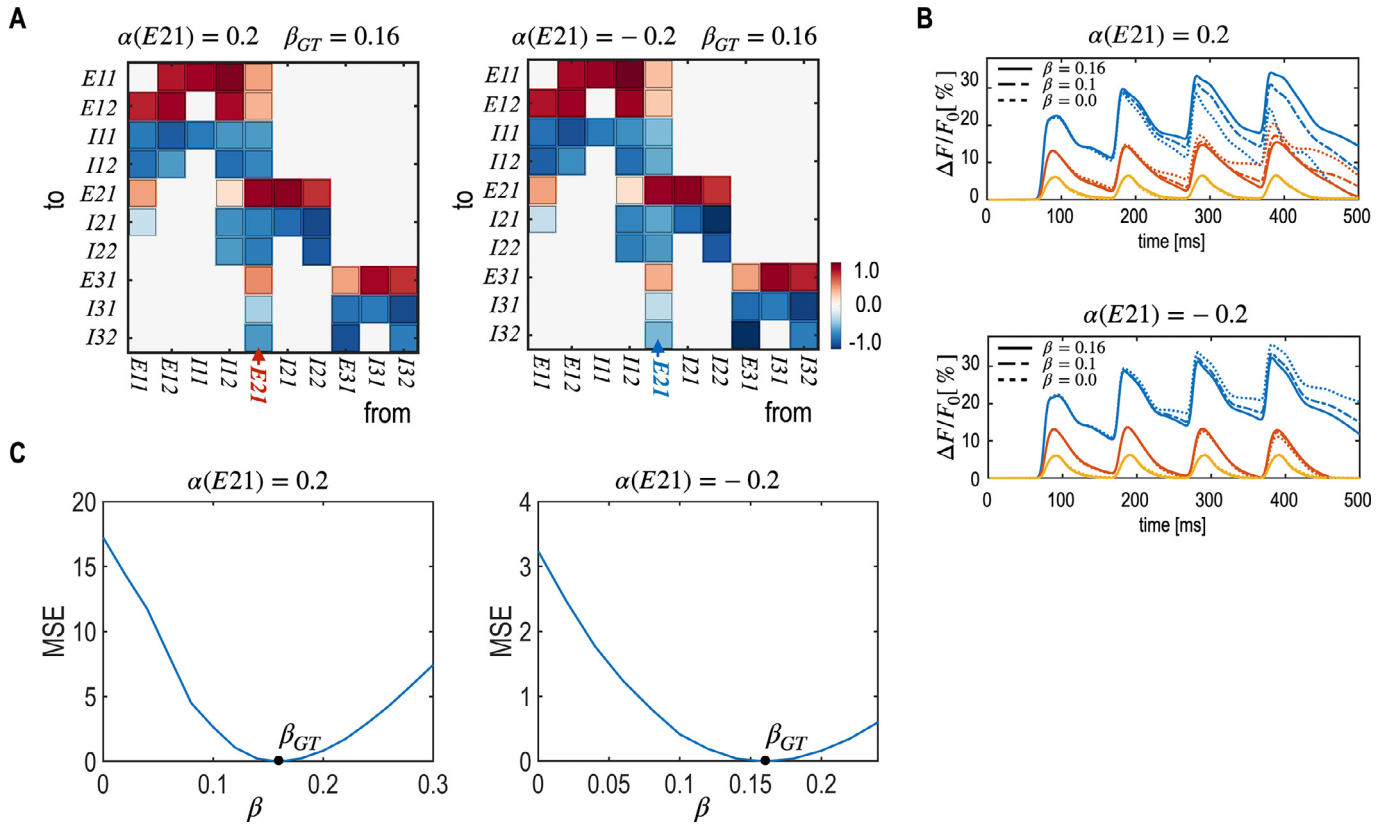 A
α(E21) = 0.2 β_GT = 0.16
E11
E12
I11
I12
E21
I21
I22
E31
I31
I32
to
E11
E12
I11
I12
E21
I21
I22
E31
I31
I32
from
α(E21) = − 0.2 β_GT = 0.16
E11
E12
I11
I12
E21
I21
I22
E31
I31
I32
to
E11
E12
I11
I12
E21
I21
I22
E31
I31
I32
from
1.0
0.0
-1.0
B
α(E21) = 0.2
β = 0.16
β = 0.1
β = 0.0
ΔF/F₀[ %]
30
20
10
0
0 100 200 300 400 500
time [ms]
α(E21) = − 0.2
β = 0.16
β = 0.1
β = 0.0
ΔF/F₀[ %]
30
20
10
0
0 100 200 300 400 500
time [ms]
C
α(E21) = 0.2
MSE
20
15
10
5
0
β_GT
0 0.1 0.2 0.3
β
α(E21) = − 0.2
MSE
4
3
2
1
0
β_GT
0 0.05 0.1 0.15 0.2
β